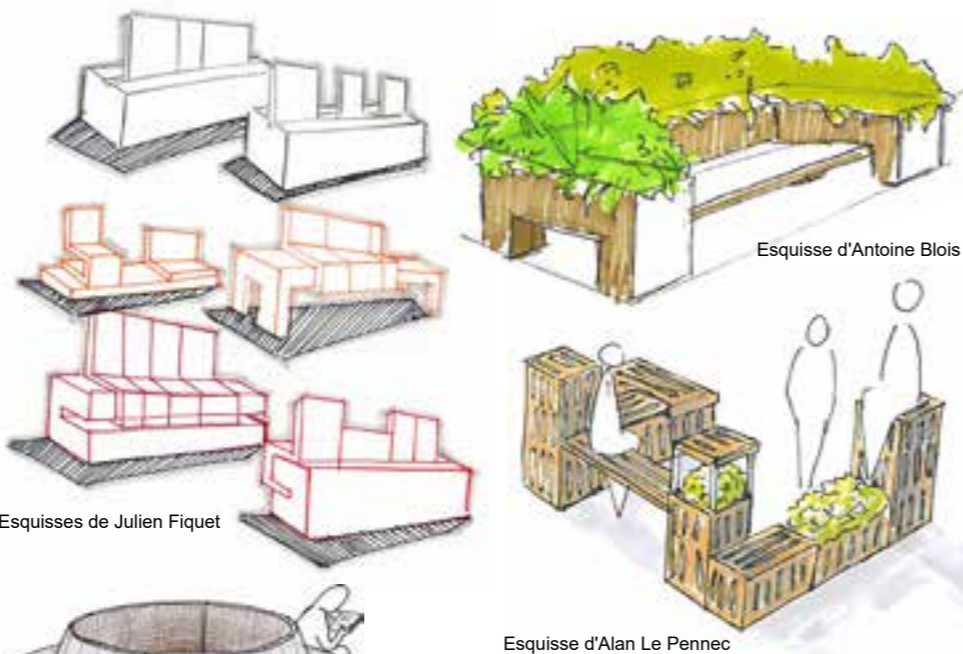 Esquisse d'Antoine Blois
Esquisses de Julien Fiquet
Esquisse d'Alan Le Pennec